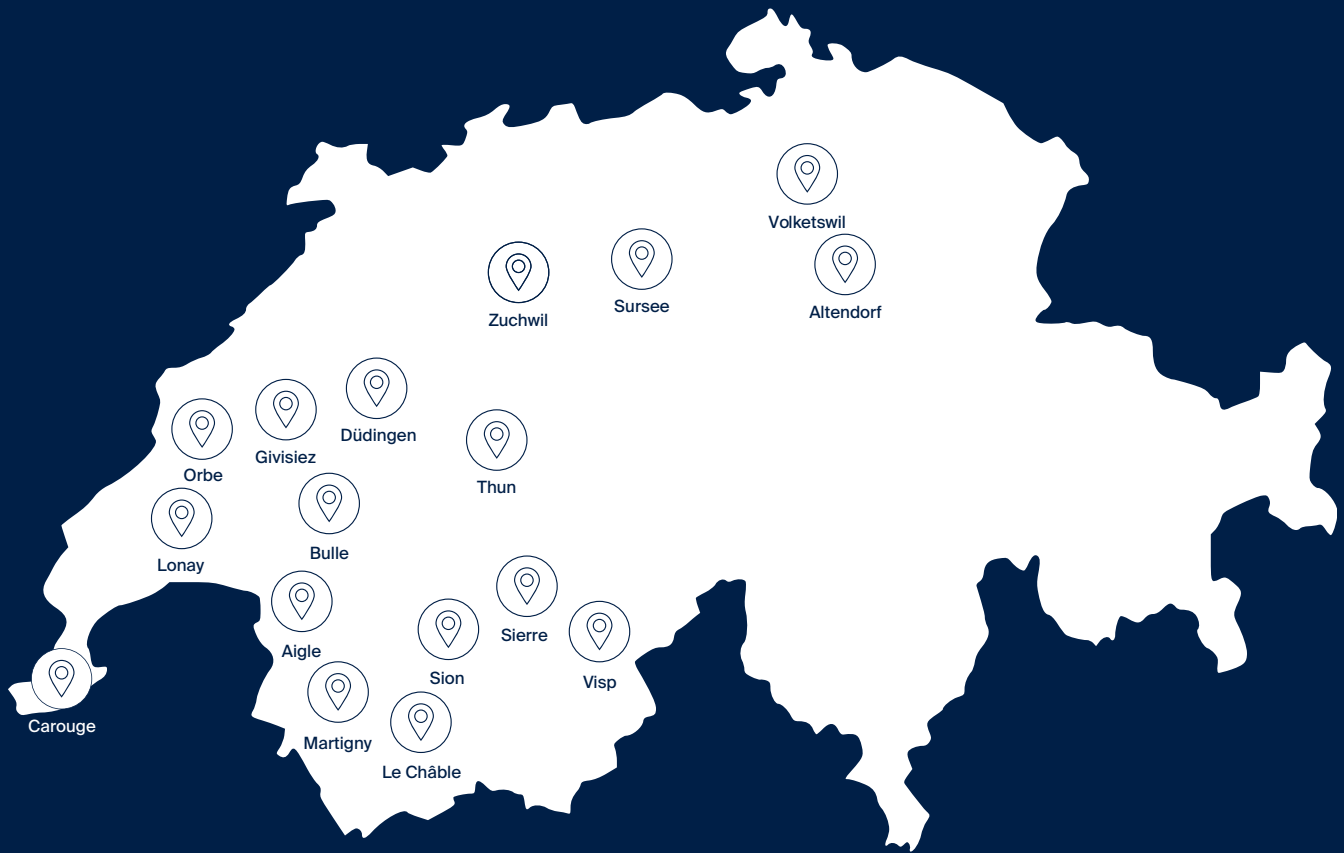 Volketswil
Altendorf
Sursee
Zuchwil
Düdingen
Givisiez
Orbe
Thun
Bulle
Lonay
Sierre
Aigle
Sion
Visp
Carouge
Martigny
Le Châble